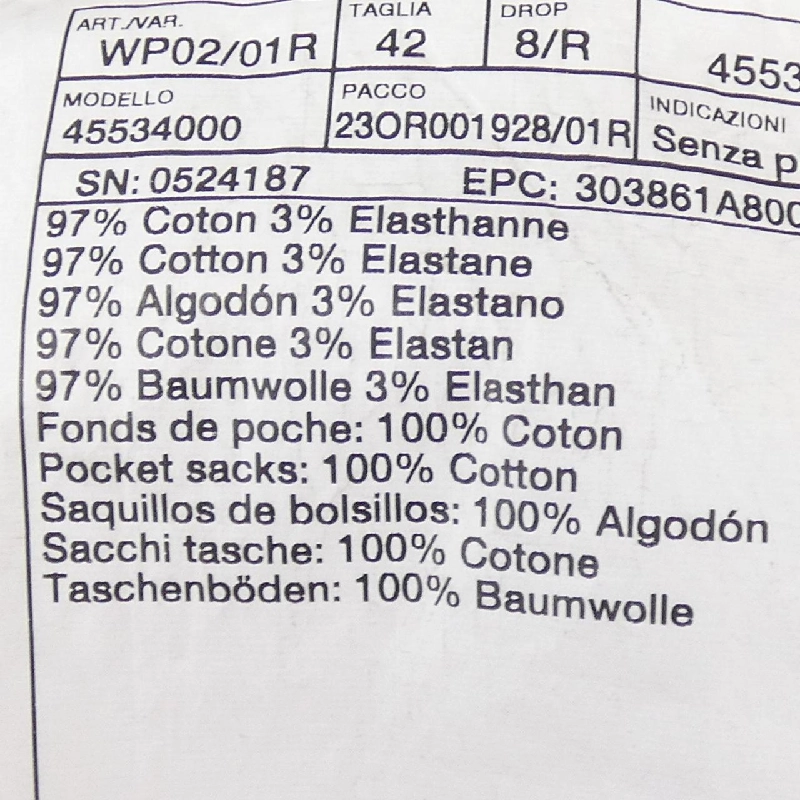 ART./VAR. TAGLIA DROP
WP02/01R 42 8/R 4553
MODELLO PACCO INDICAZIONI
45534000 23OR001928/01R Senza p
SN: 0524187 EPC: 303861A800
97% Coton 3% Elasthanne
97% Cotton 3% Elastane
97% Algodón 3% Elastano
97% Cotone 3% Elastan
97% Baumwolle 3% Elasthan
Fonds de poche: 100% Coton
Pocket sacks: 100% Cotton
Saquillos de bolsillos: 100% Algodón
Sacchi tasche: 100% Cotone
Taschenböden: 100% Baumwolle